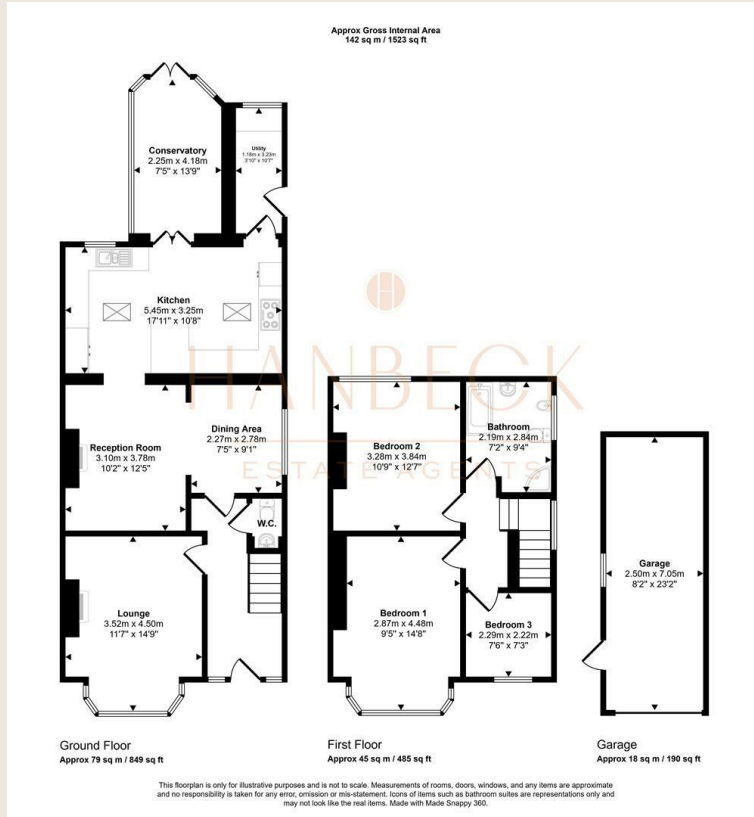 Approx Gross Internal Area
142 sq m / 1523 sq ft
Conservatory
2.25m x 4.18m
7'5" x 13'9"
Utility
1.18m x 3.23m
3'10" x 10'7"
Kitchen
5.45m x 3.25m
17'11" x 10'8"
HANBECK
ESTATE AGENTS
Reception Room
3.10m x 3.78m
10'2" x 12'5"
Dining Area
2.27m x 2.78m
7'5" x 9'1"
W.C.
Lounge
3.52m x 4.50m
11'7" x 14'9"
Bedroom 2
3.28m x 3.84m
10'9" x 12'7"
Bathroom
2.19m x 2.84m
7'2" x 9'4"
Bedroom 1
2.87m x 4.48m
9'5" x 14'8"
Bedroom 3
2.29m x 2.22m
7'6" x 7'3"
Garage
2.50m x 7.05m
8'2" x 23'2"
Ground Floor
Approx 79 sq m / 849 sq ft
First Floor
Approx 45 sq m / 485 sq ft
Garage
Approx 18 sq m / 190 sq ft
This floorplan is only for illustrative purposes and is not to scale. Measurements of rooms, doors, windows, and any items are approximate
and no responsibility is taken for any error, omission or mis-statement. Icons of items such as bathroom suites are representations only and
may not look like the real items. Made with Made Snappy 360.